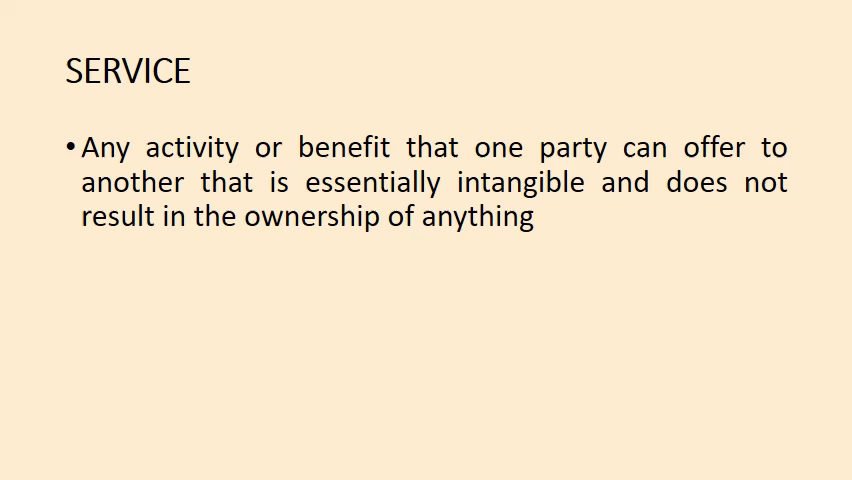 SERVICE
• Any activity or benefit that one party can offer to
another that is essentially intangible and does not
result in the ownership of anything